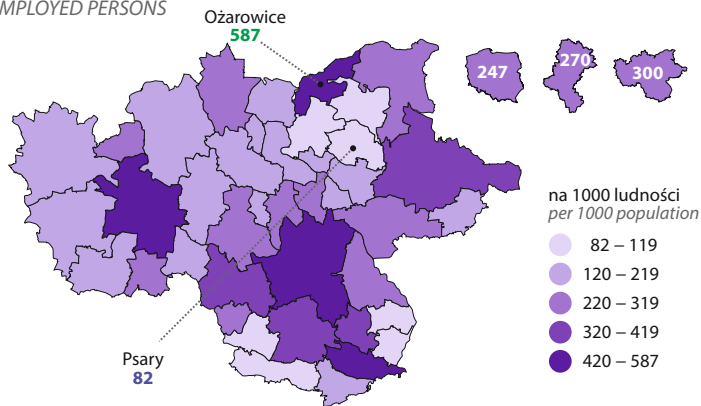 MPLOYED PERSONS
Ożarowice
587
247
270
300
na 1000 ludności
per 1000 population
82 – 119
120 – 219
220 – 319
320 – 419
420 – 587
Psary
82